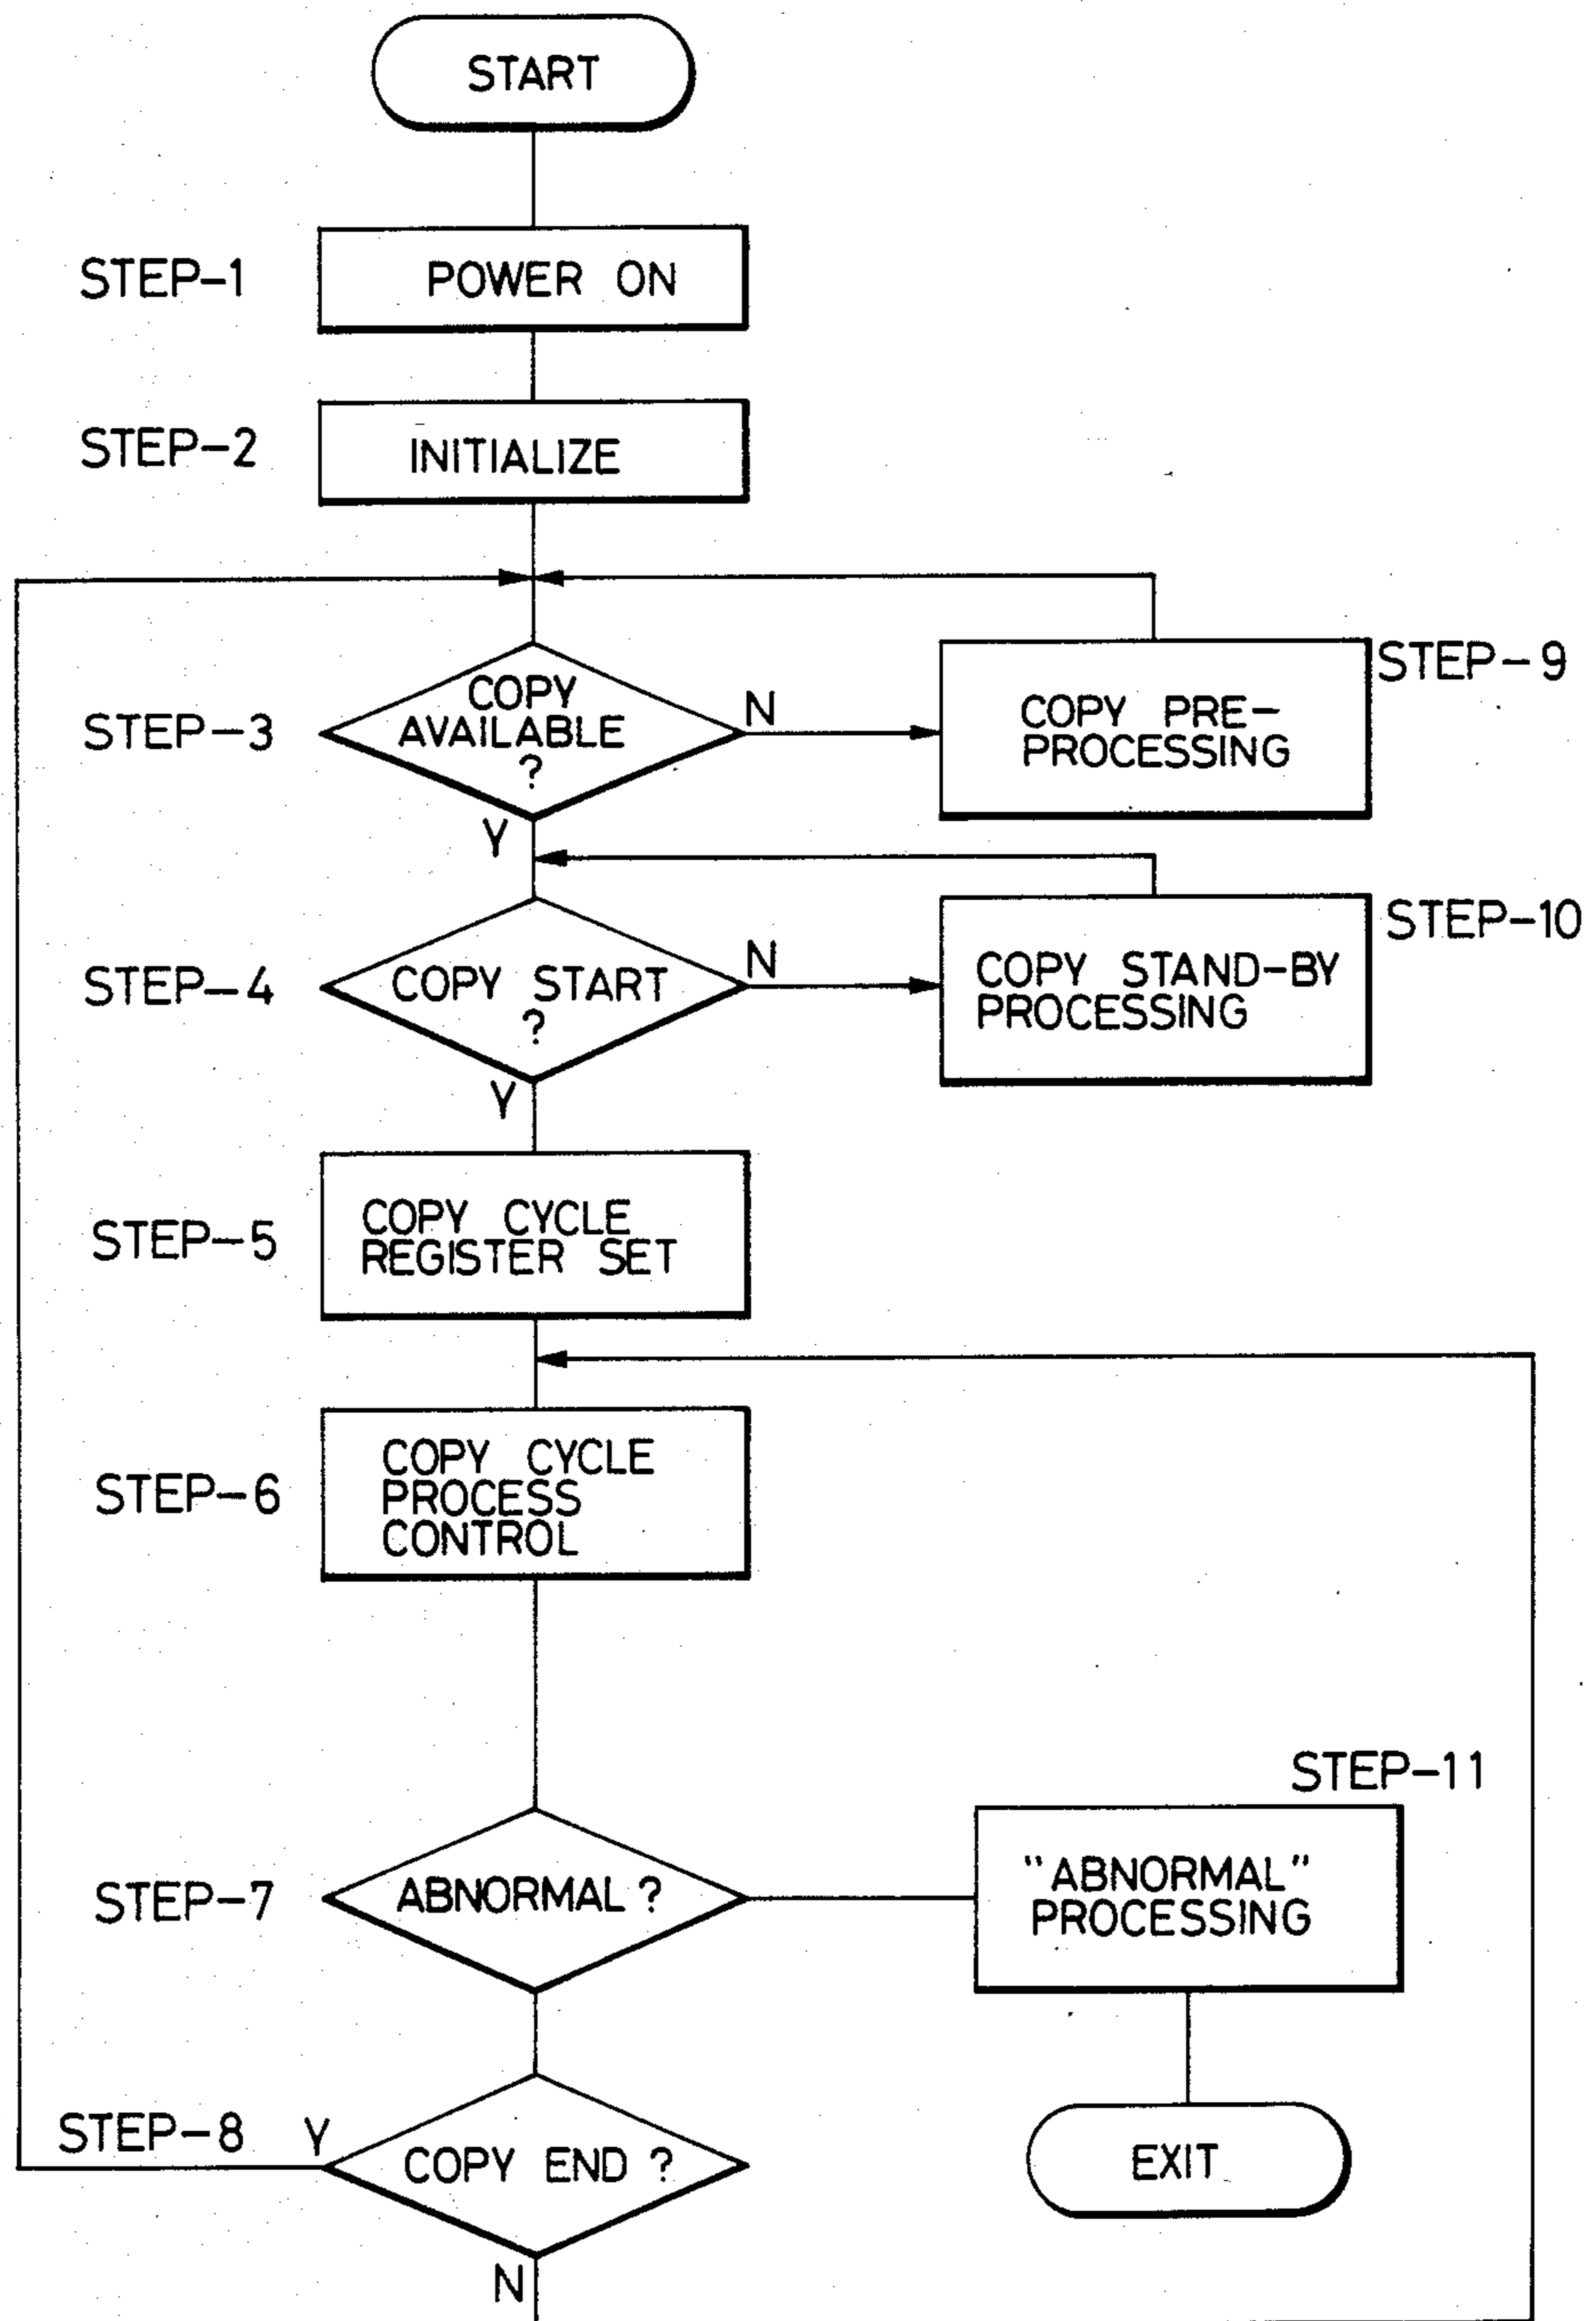 START
STEP-1
POWER ON
STEP-2
INITIALIZE
STEP-3
COPY
AVAILABLE
?
N
Y
STEP-9
COPY PRE-
PROCESSING
STEP-4
COPY START
?
N
Y
STEP-10
COPY STAND-BY
PROCESSING
STEP-5
COPY CYCLE
REGISTER SET
STEP-6
COPY CYCLE
PROCESS
CONTROL
STEP-7
ABNORMAL ?
STEP-11
"ABNORMAL"
PROCESSING
STEP-8
Y
COPY END ?
N
EXIT